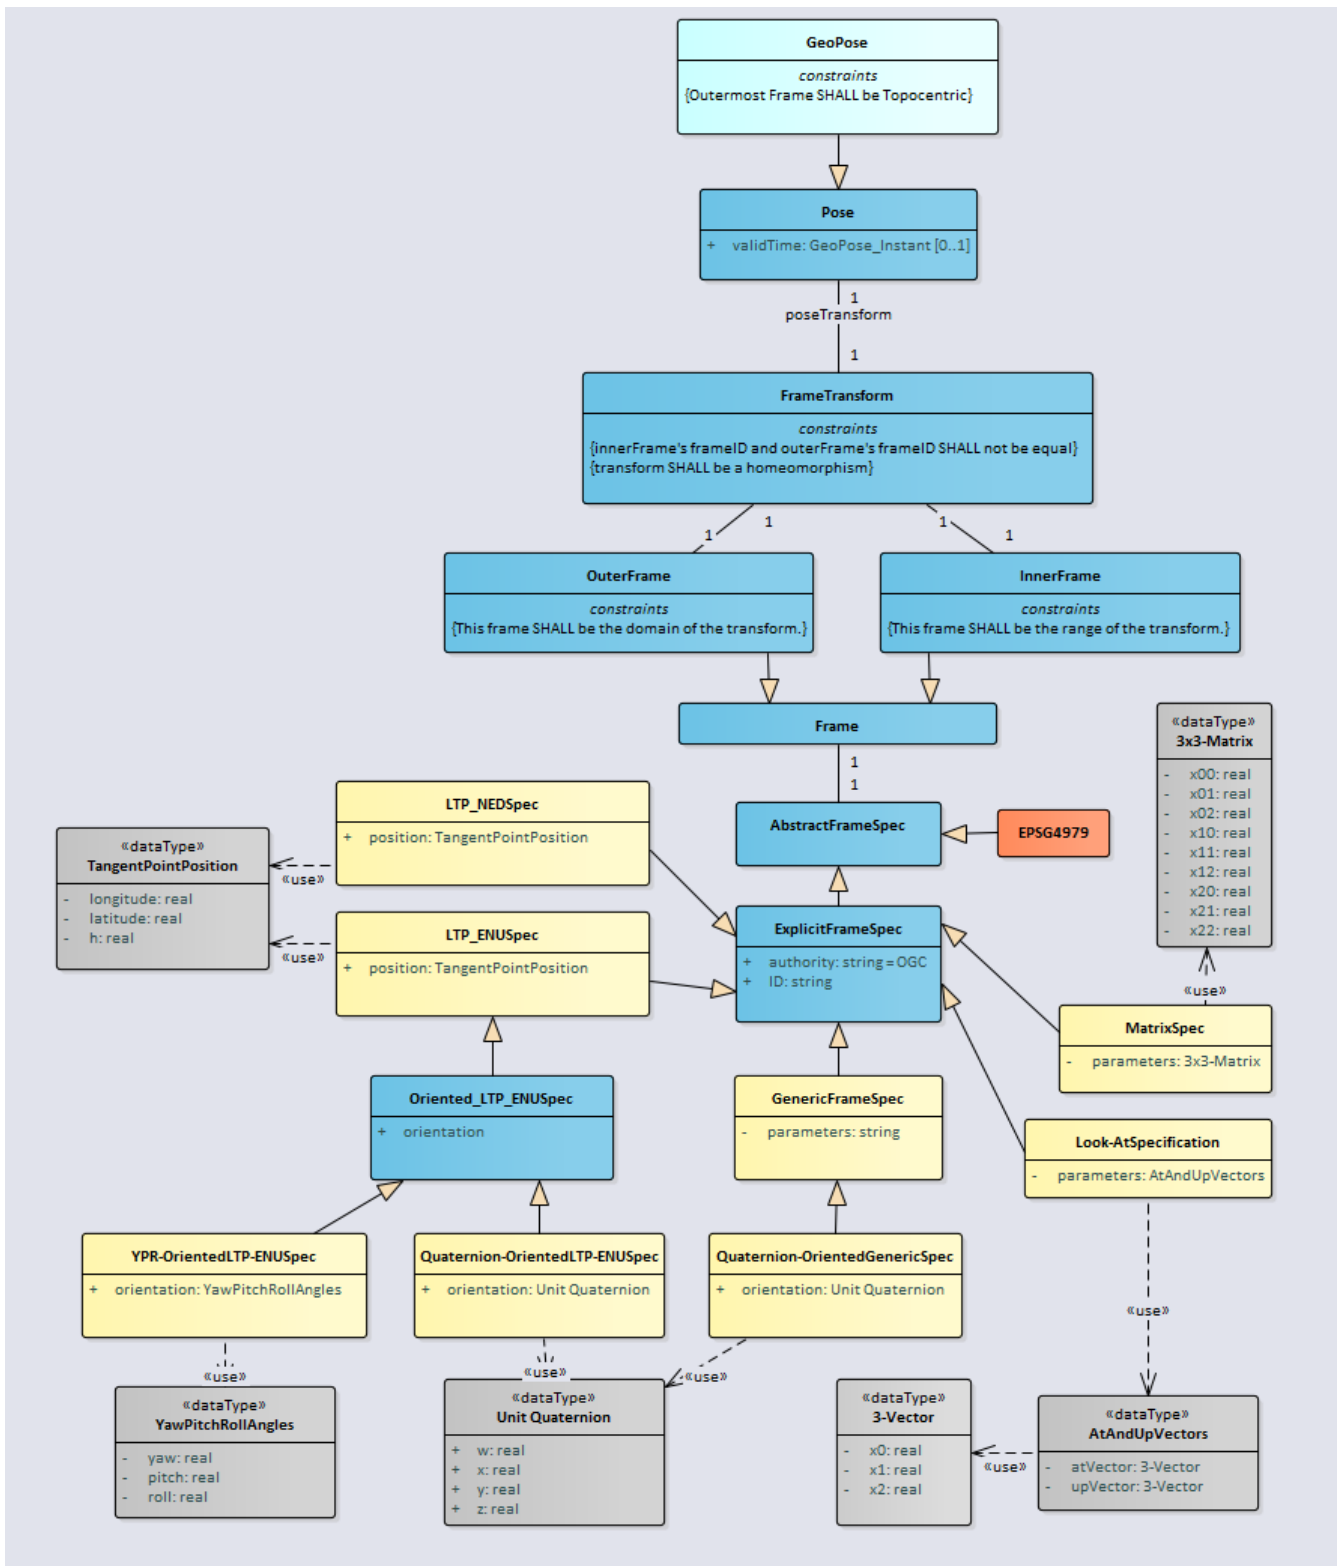 GeoPose
constraints
{Outermost Frame SHALL be Topocentric}
Pose
+ validTime: GeoPose_Instant [0..1]
1
poseTransform
1
FrameTransform
constraints
{innerFrame's frameID and outerFrame's frameID SHALL not be equal}
{transform SHALL be a homeomorphism}
1 1
1 1
OuterFrame
constraints
{This frame SHALL be the domain of the transform.}
InnerFrame
constraints
{This frame SHALL be the range of the transform.}
Frame
1
1
«dataType»
3x3-Matrix
- x00: real
- x01: real
- x02: real
- x10: real
- x11: real
- x12: real
- x20: real
- x21: real
- x22: real
«use»
LTP_NEDSpec
+ position: TangentPointPosition
AbstractFrameSpec
EPSG4979
«dataType»
TangentPointPosition
- longitude: real
- latitude: real
- h: real
«use»
«use»
LTP_ENUSpec
+ position: TangentPointPosition
ExplicitFrameSpec
+ authority: string = OGC
+ ID: string
MatrixSpec
- parameters: 3x3-Matrix
Oriented_LTP_ENUSpec
+ orientation
GenericFrameSpec
- parameters: string
Look-AtSpecification
- parameters: AtAndUpVectors
YPR-OrientedLTP-ENUSpec
+ orientation: YawPitchRollAngles
Quaternion-OrientedLTP-ENUSpec
+ orientation: Unit Quaternion
Quaternion-OrientedGenericSpec
+ orientation: Unit Quaternion
«use»
«use»
«use»
«use»
«dataType»
YawPitchRollAngles
- yaw: real
- pitch: real
- roll: real
«dataType»
Unit Quaternion
+ w: real
+ x: real
+ y: real
+ z: real
«dataType»
3-Vector
- x0: real
- x1: real
- x2: real
«use»
«dataType»
AtAndUpVectors
- atVector: 3-Vector
- upVector: 3-Vector